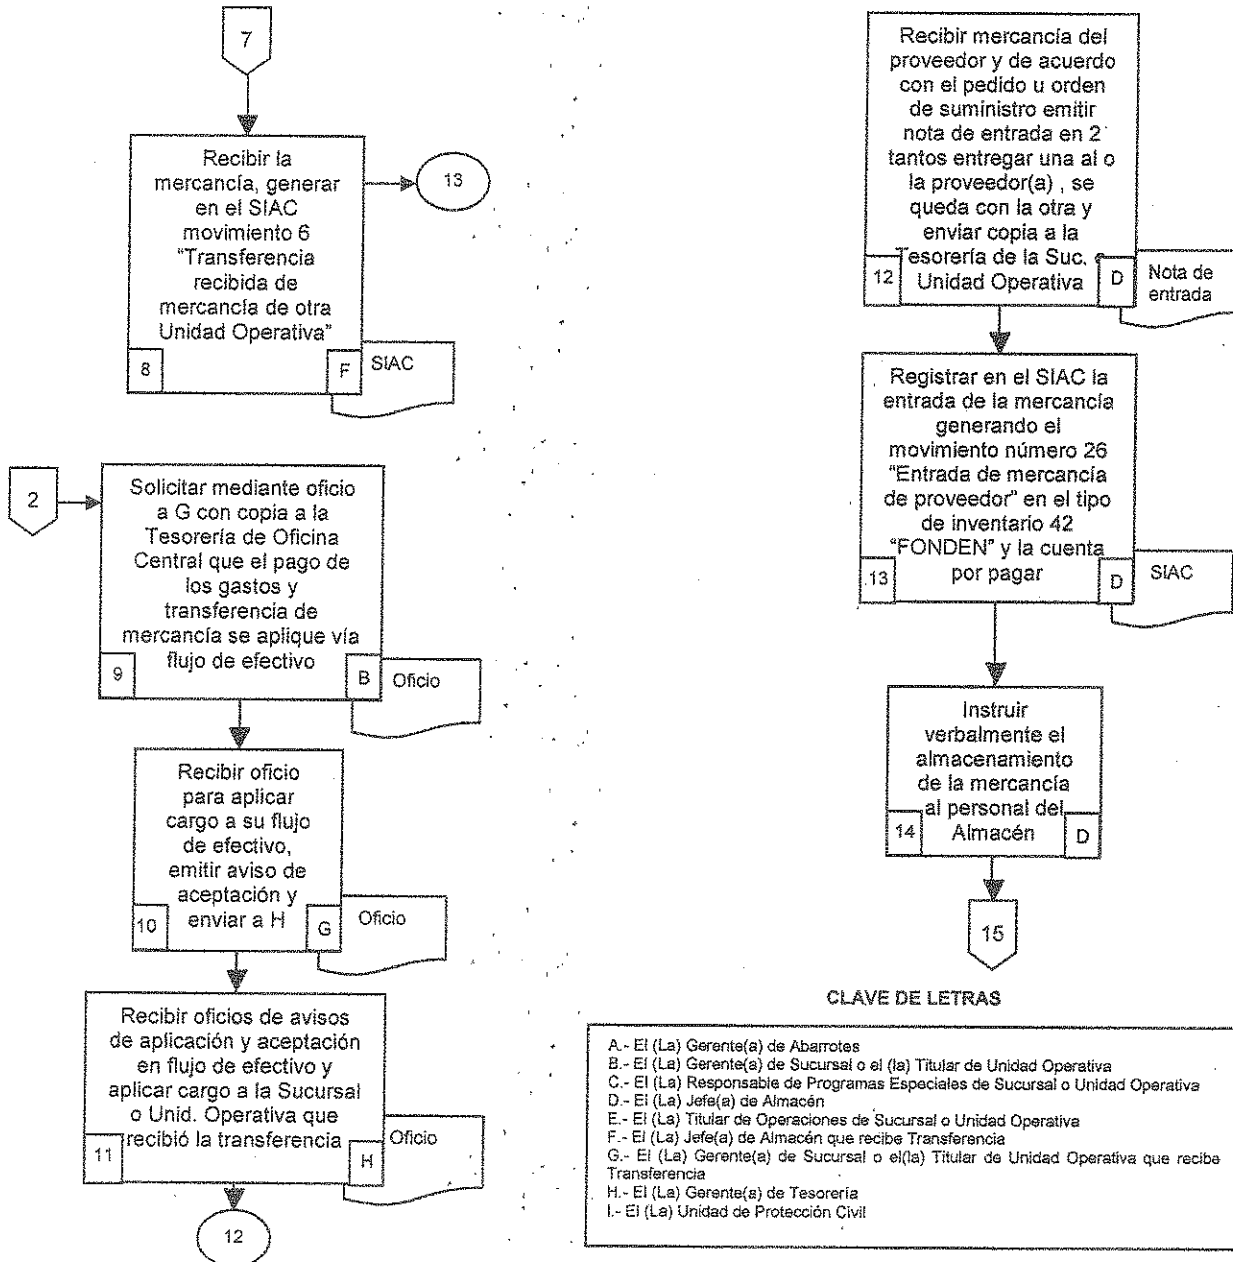 7
Recibir la
mercancía, generar
en el SIAC
movimiento 6
"Transferencia
recibida de
mercancía de otra
Unidad Operativa"
8
F
SIAC
13
2
Solicitar mediante oficio
a G con copia a la
Tesorería de Oficina
Central que el pago de
los gastos y
transferencia de
mercancía se aplique vía
flujo de efectivo
9
B
Oficio
Recibir oficio
para aplicar
cargo a su flujo
de efectivo,
emitir aviso de
aceptación y
enviar a H
10
G
Oficio
Recibir oficios de avisos
de aplicación y aceptación
en flujo de efectivo y
aplicar cargo a la Sucursal
o Unid. Operativa que
recibió la transferencia
11
H
Oficio
12
Recibir mercancía del
proveedor y de acuerdo
con el pedido u orden
de suministro emitir
nota de entrada en 2
tantos entregar una al o
la proveedor(a) , se
queda con la otra y
enviar copia a la
Tesorería de la Suc.
Unidad Operativa
12
D
Nota de
entrada
Registrar en el SIAC la
entrada de la mercancía
generando el
movimiento número 26
"Entrada de mercancía
de proveedor" en el tipo
de inventario 42
"FONDEN" y la cuenta
por pagar
13
D
SIAC
Instruir
verbalmente el
almacenamiento
de la mercancía
al personal del
Almacén
14
D
15
CLAVE DE LETRAS
A.- El (La) Gerente(a) de Abarrotes
B.- El (La) Gerente(a) de Sucursal o el (la) Titular de Unidad Operativa
C.- El (La) Responsable de Programas Especiales de Sucursal o Unidad Operativa
D.- El (La) Jefe(a) de Almacén
E.- El (La) Titular de Operaciones de Sucursal o Unidad Operativa
F.- El (La) Jefe(a) de Almacén que recibe Transferencia
G.- El (La) Gerente(a) de Sucursal o el(la) Titular de Unidad Operativa que recibe
Transferencia
H.- El (La) Gerente(a) de Tesorería
I.- El (La) Unidad de Protección Civil